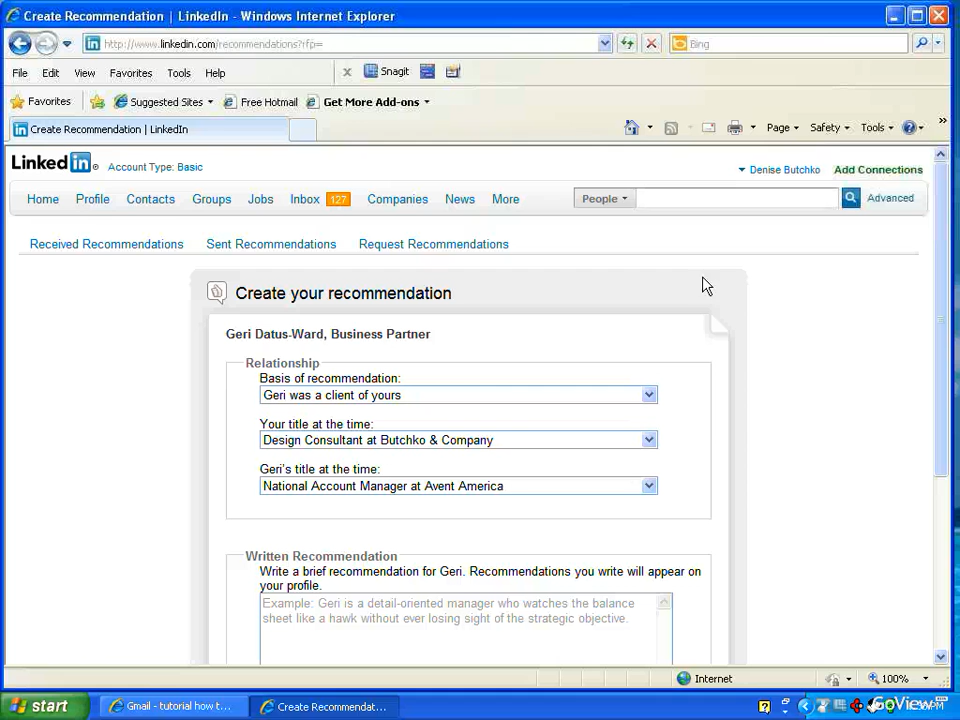 Create Recommendation | LinkedIn - Windows Internet Explorer
http://www.linkedin.com/recommendations?rfp=
Bing
File Edit View Favorites Tools Help
x Snagit
Favorites Suggested Sites Free Hotmail Get More Add-ons
Create Recommendation | LinkedIn
Page Safety Tools
Linked in Account Type: Basic
Denise Butchko Add Connections
Home Profile Contacts Groups Jobs Inbox 127 Companies News More
People Advanced
Received Recommendations Sent Recommendations Request Recommendations
Create your recommendation
Geri Datus-Ward, Business Partner
Relationship
Basis of recommendation:
Geri was a client of yours
Your title at the time:
Design Consultant at Butchko & Company
Geri's title at the time:
National Account Manager at Avent America
Written Recommendation
Write a brief recommendation for Geri. Recommendations you write will appear on
your profile.
Example: Geri is a detail-oriented manager who watches the balance
sheet like a hawk without ever losing sight of the strategic objective.
Internet 100%
start Gmail - tutorial how t... Create Recommendat... GoView